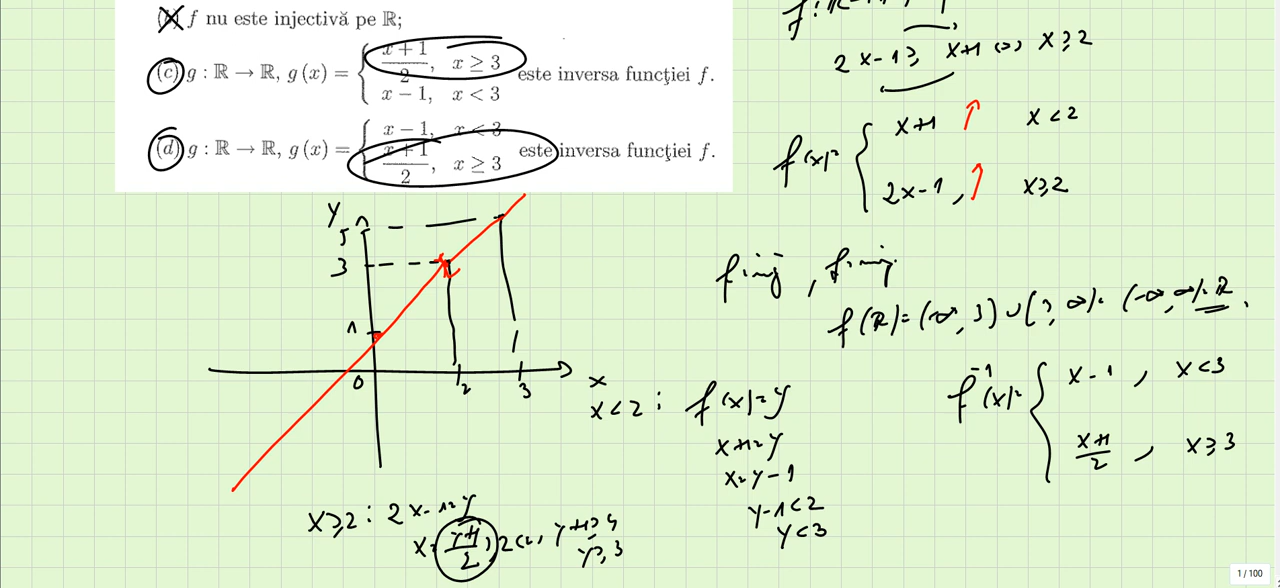 f nu este injectivă pe ℝ;
(c) g : ℝ → ℝ, g (x) = { x + 1 / 2, x ≥ 3
x − 1, x < 3 este inversa funcţiei f.
(d) g : ℝ → ℝ, g (x) = { x − 1, x < 3
x + 1 / 2, x ≥ 3 este inversa funcţiei f.
2x-1 ≥ x+1 (=) x ≥ 2
f(x)= { x+1 x<2
2x-1, x≥2
f inj, f surj.
f(ℝ)=(-∞, 3) ∪ [3, ∞)= (-∞, ∞)=ℝ.
f⁻¹(x)= { x-1, x<3
x+1 / 2, x≥3
y
5
3
1
0 2 3
x
x<2: f(x)=y
x+1=y
x=y-1
y-1<2
y<3
x≥2: 2x-1=y
x= y+1 / 2 ≥ 2 (=) y+1≥4
y≥3
1 / 100